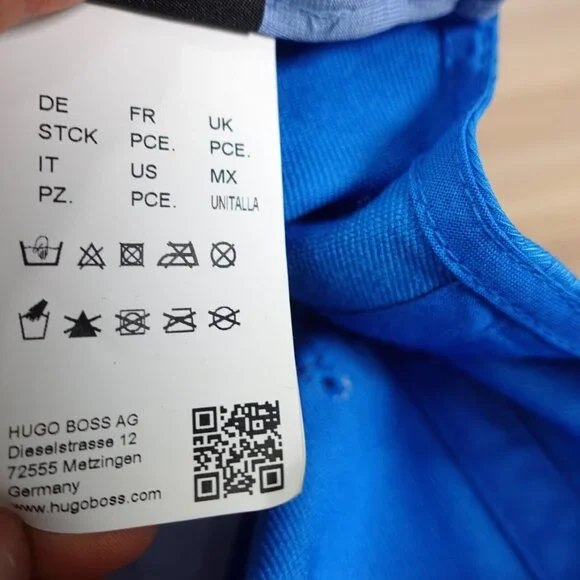 DE FR UK
STCK PCE. PCE.
IT US MX
PZ. PCE. UNITALLA
HUGO BOSS AG
Dieselstrasse 12
72555 Metzingen
Germany
www.hugoboss.com